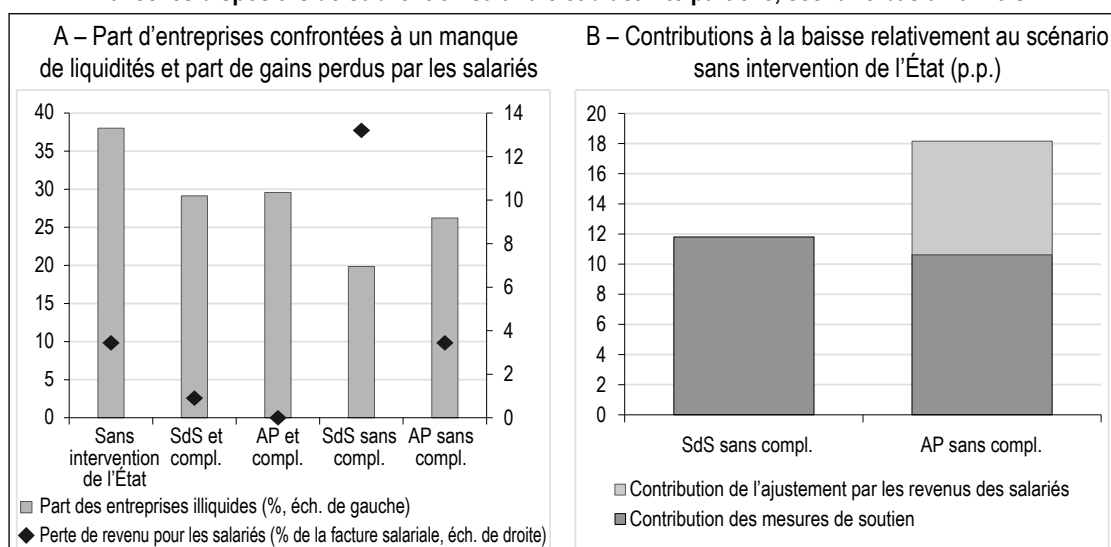 A – Part d'entreprises confrontées à un manque
de liquidités et part de gains perdus par les salariés
40
35
30
25
20
15
10
5
0
14
12
10
8
6
4
2
0
Sans
intervention
de l'État
SdS et
compl.
AP et
compl.
SdS sans
compl.
AP sans
compl.
Part des entreprises illiquides (%, éch. de gauche)
Perte de revenu pour les salariés (% de la facture salariale, éch. de droite)
B – Contributions à la baisse relativement au scénario
sans intervention de l'État (p.p.)
20
18
16
14
12
10
8
6
4
2
0
SdS sans compl.
AP sans compl.
Contribution de l'ajustement par les revenus des salariés
Contribution des mesures de soutien